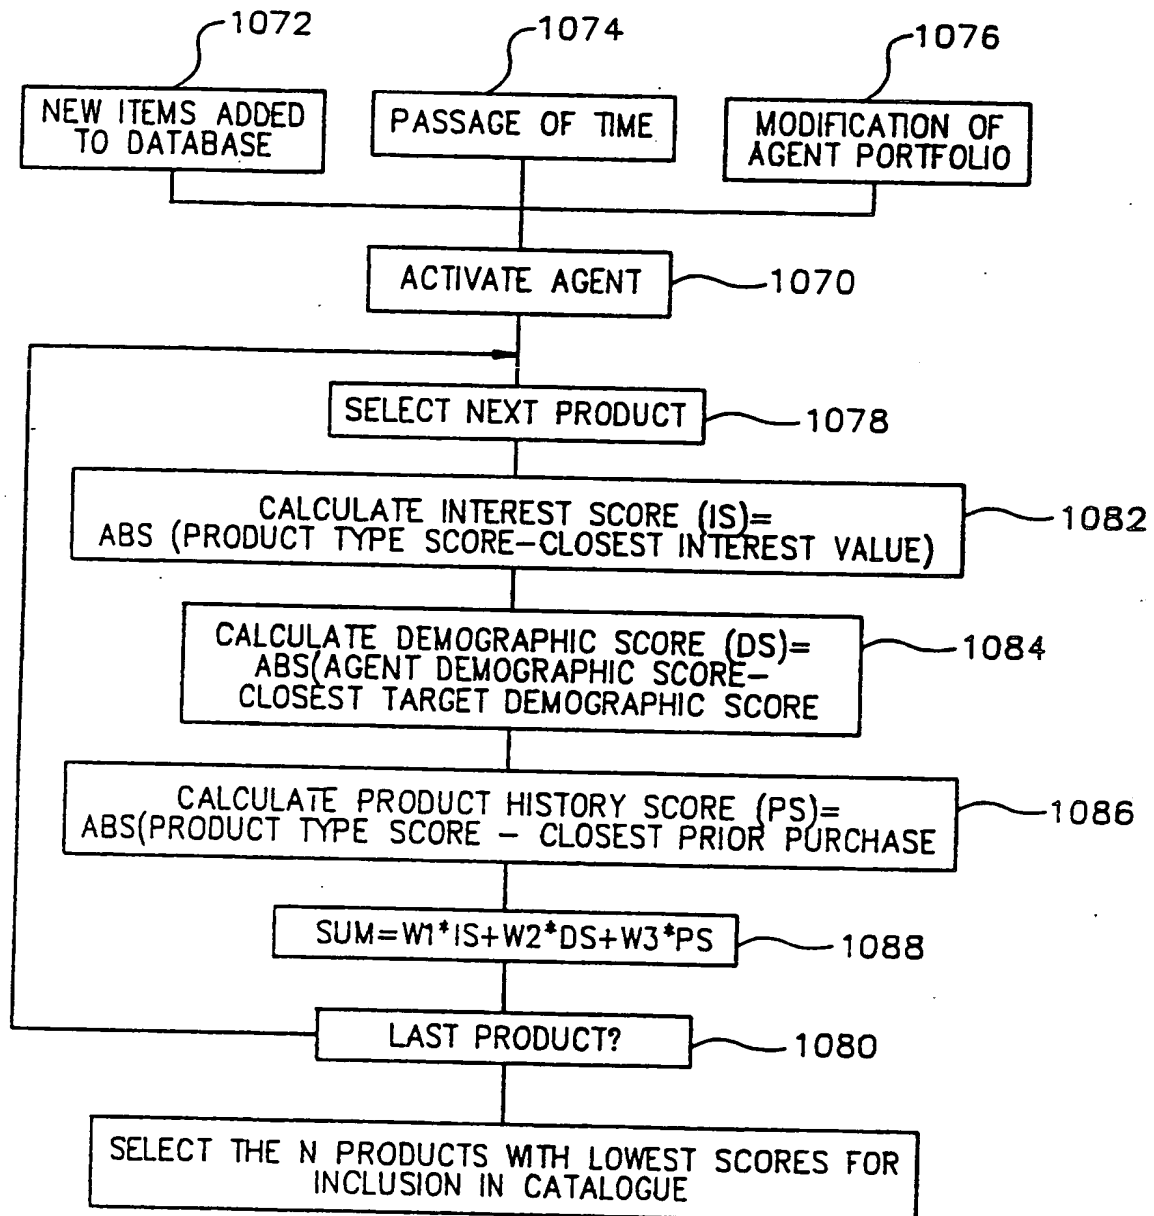 1072
1074
1076
NEW ITEMS ADDED
TO DATABASE
PASSAGE OF TIME
MODIFICATION OF
AGENT PORTFOLIO
ACTIVATE AGENT
1070
SELECT NEXT PRODUCT
1078
CALCULATE INTEREST SCORE (IS)=
ABS (PRODUCT TYPE SCORE-CLOSEST INTEREST VALUE)
1082
CALCULATE DEMOGRAPHIC SCORE (DS)=
ABS(AGENT DEMOGRAPHIC SCORE-
CLOSEST TARGET DEMOGRAPHIC SCORE
1084
CALCULATE PRODUCT HISTORY SCORE (PS)=
ABS(PRODUCT TYPE SCORE - CLOSEST PRIOR PURCHASE
1086
SUM=W1*IS+W2*DS+W3*PS
1088
LAST PRODUCT?
1080
SELECT THE N PRODUCTS WITH LOWEST SCORES FOR
INCLUSION IN CATALOGUE